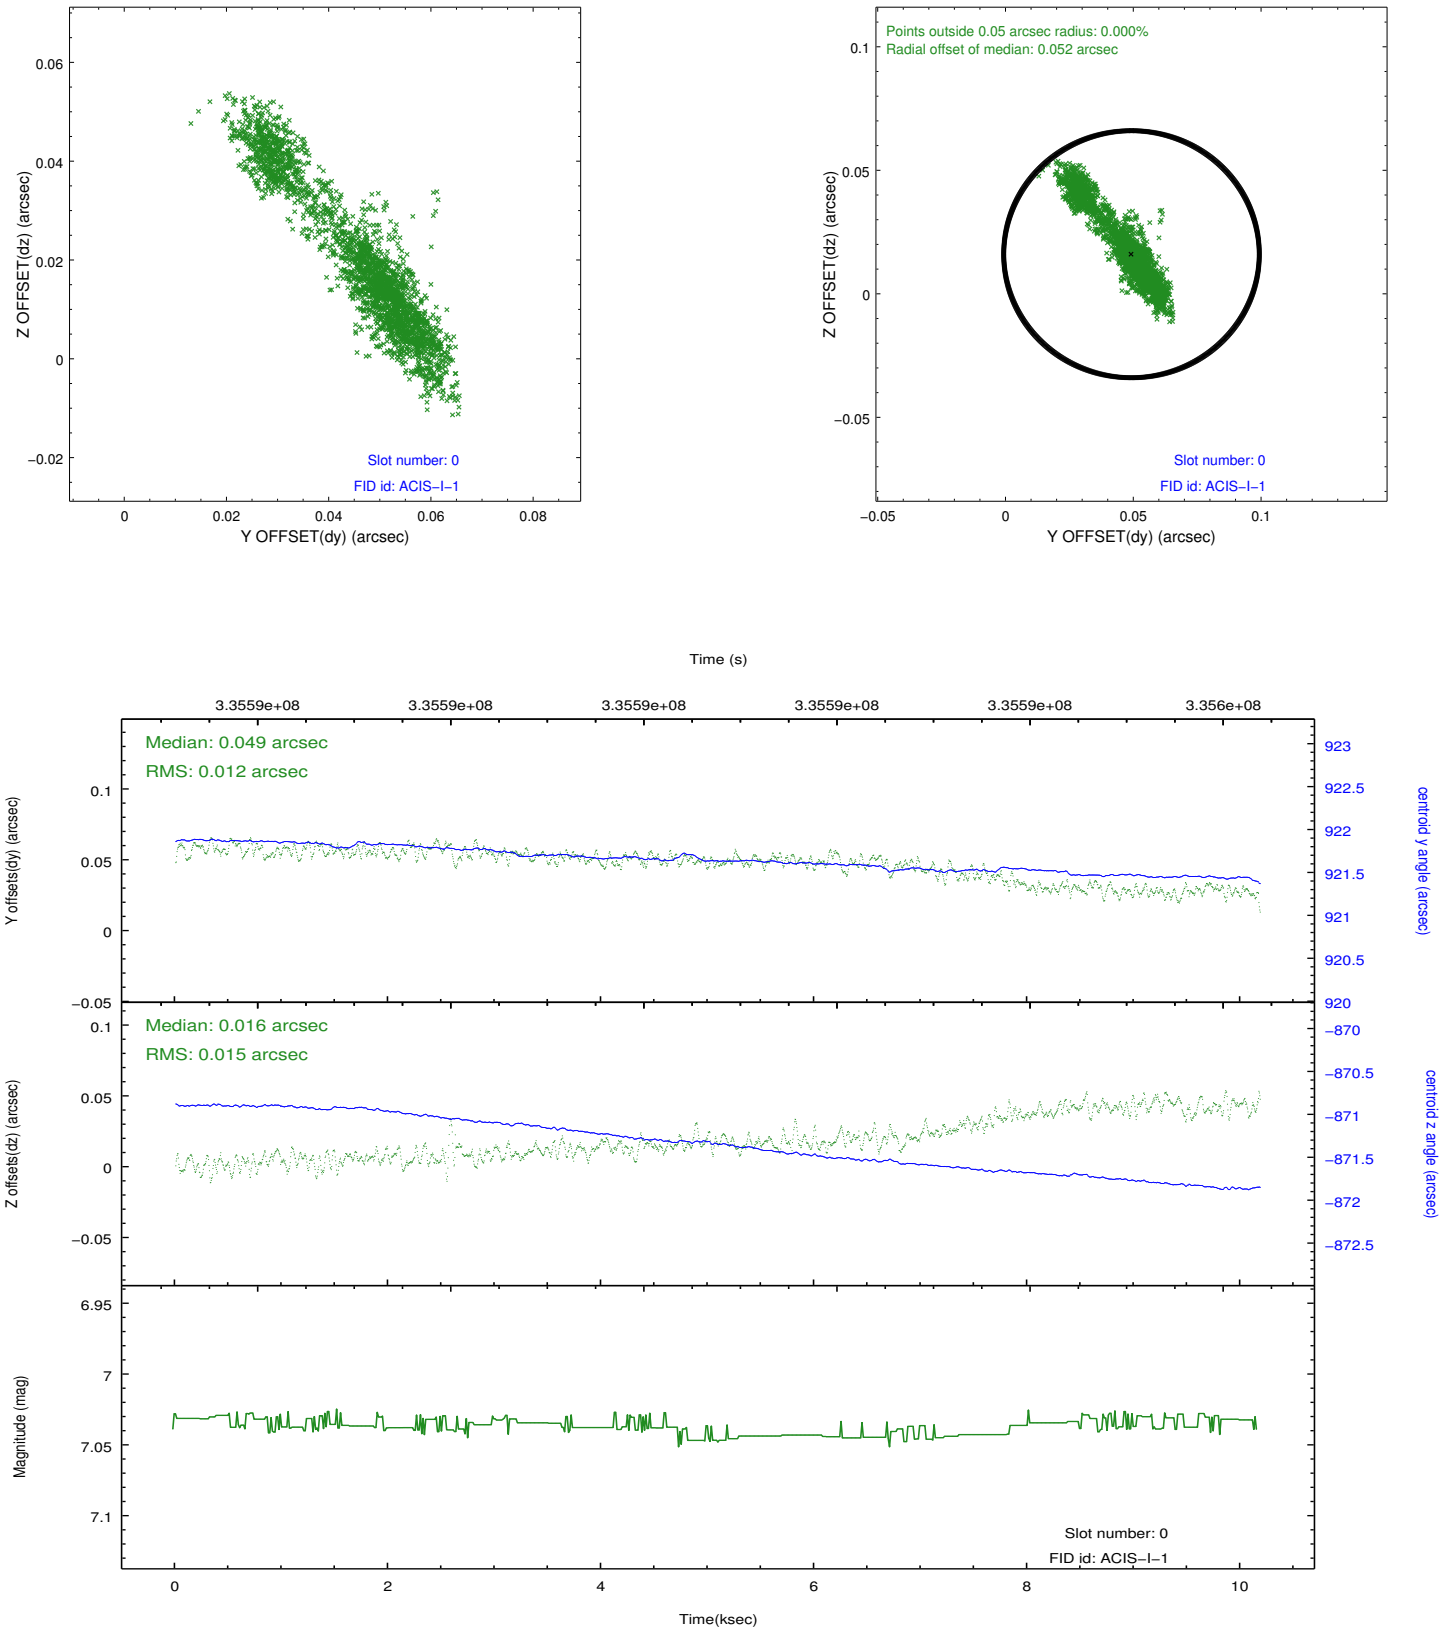 0.06
0.04
0.02
0
−0.02
Z OFFSET(dz) (arcsec)
Slot number: 0
FID id: ACIS−I−1
0
0.02
0.04
0.06
0.08
Y OFFSET(dy) (arcsec)
Points outside 0.05 arcsec radius: 0.000%
Radial offset of median: 0.052 arcsec
0.1
0.05
0
−0.05
Z OFFSET(dz) (arcsec)
Slot number: 0
FID id: ACIS−I−1
−0.05
0
0.05
0.1
Y OFFSET(dy) (arcsec)
Time (s)
3.3559e+08
3.3559e+08
3.3559e+08
3.3559e+08
3.3559e+08
3.356e+08
Median: 0.049 arcsec
RMS: 0.012 arcsec
0.1
0.05
0
−0.05
Y offsets(dy) (arcsec)
923
922.5
922
921.5
921
920.5
920
centroid y angle (arcsec)
Median: 0.016 arcsec
RMS: 0.015 arcsec
0.1
0.05
0
−0.05
Z offsets(dz) (arcsec)
−870
−870.5
−871
−871.5
−872
−872.5
centroid z angle (arcsec)
6.95
7
7.05
7.1
Magnitude (mag)
Slot number: 0
FID id: ACIS−I−1
0
2
4
6
8
10
Time(ksec)